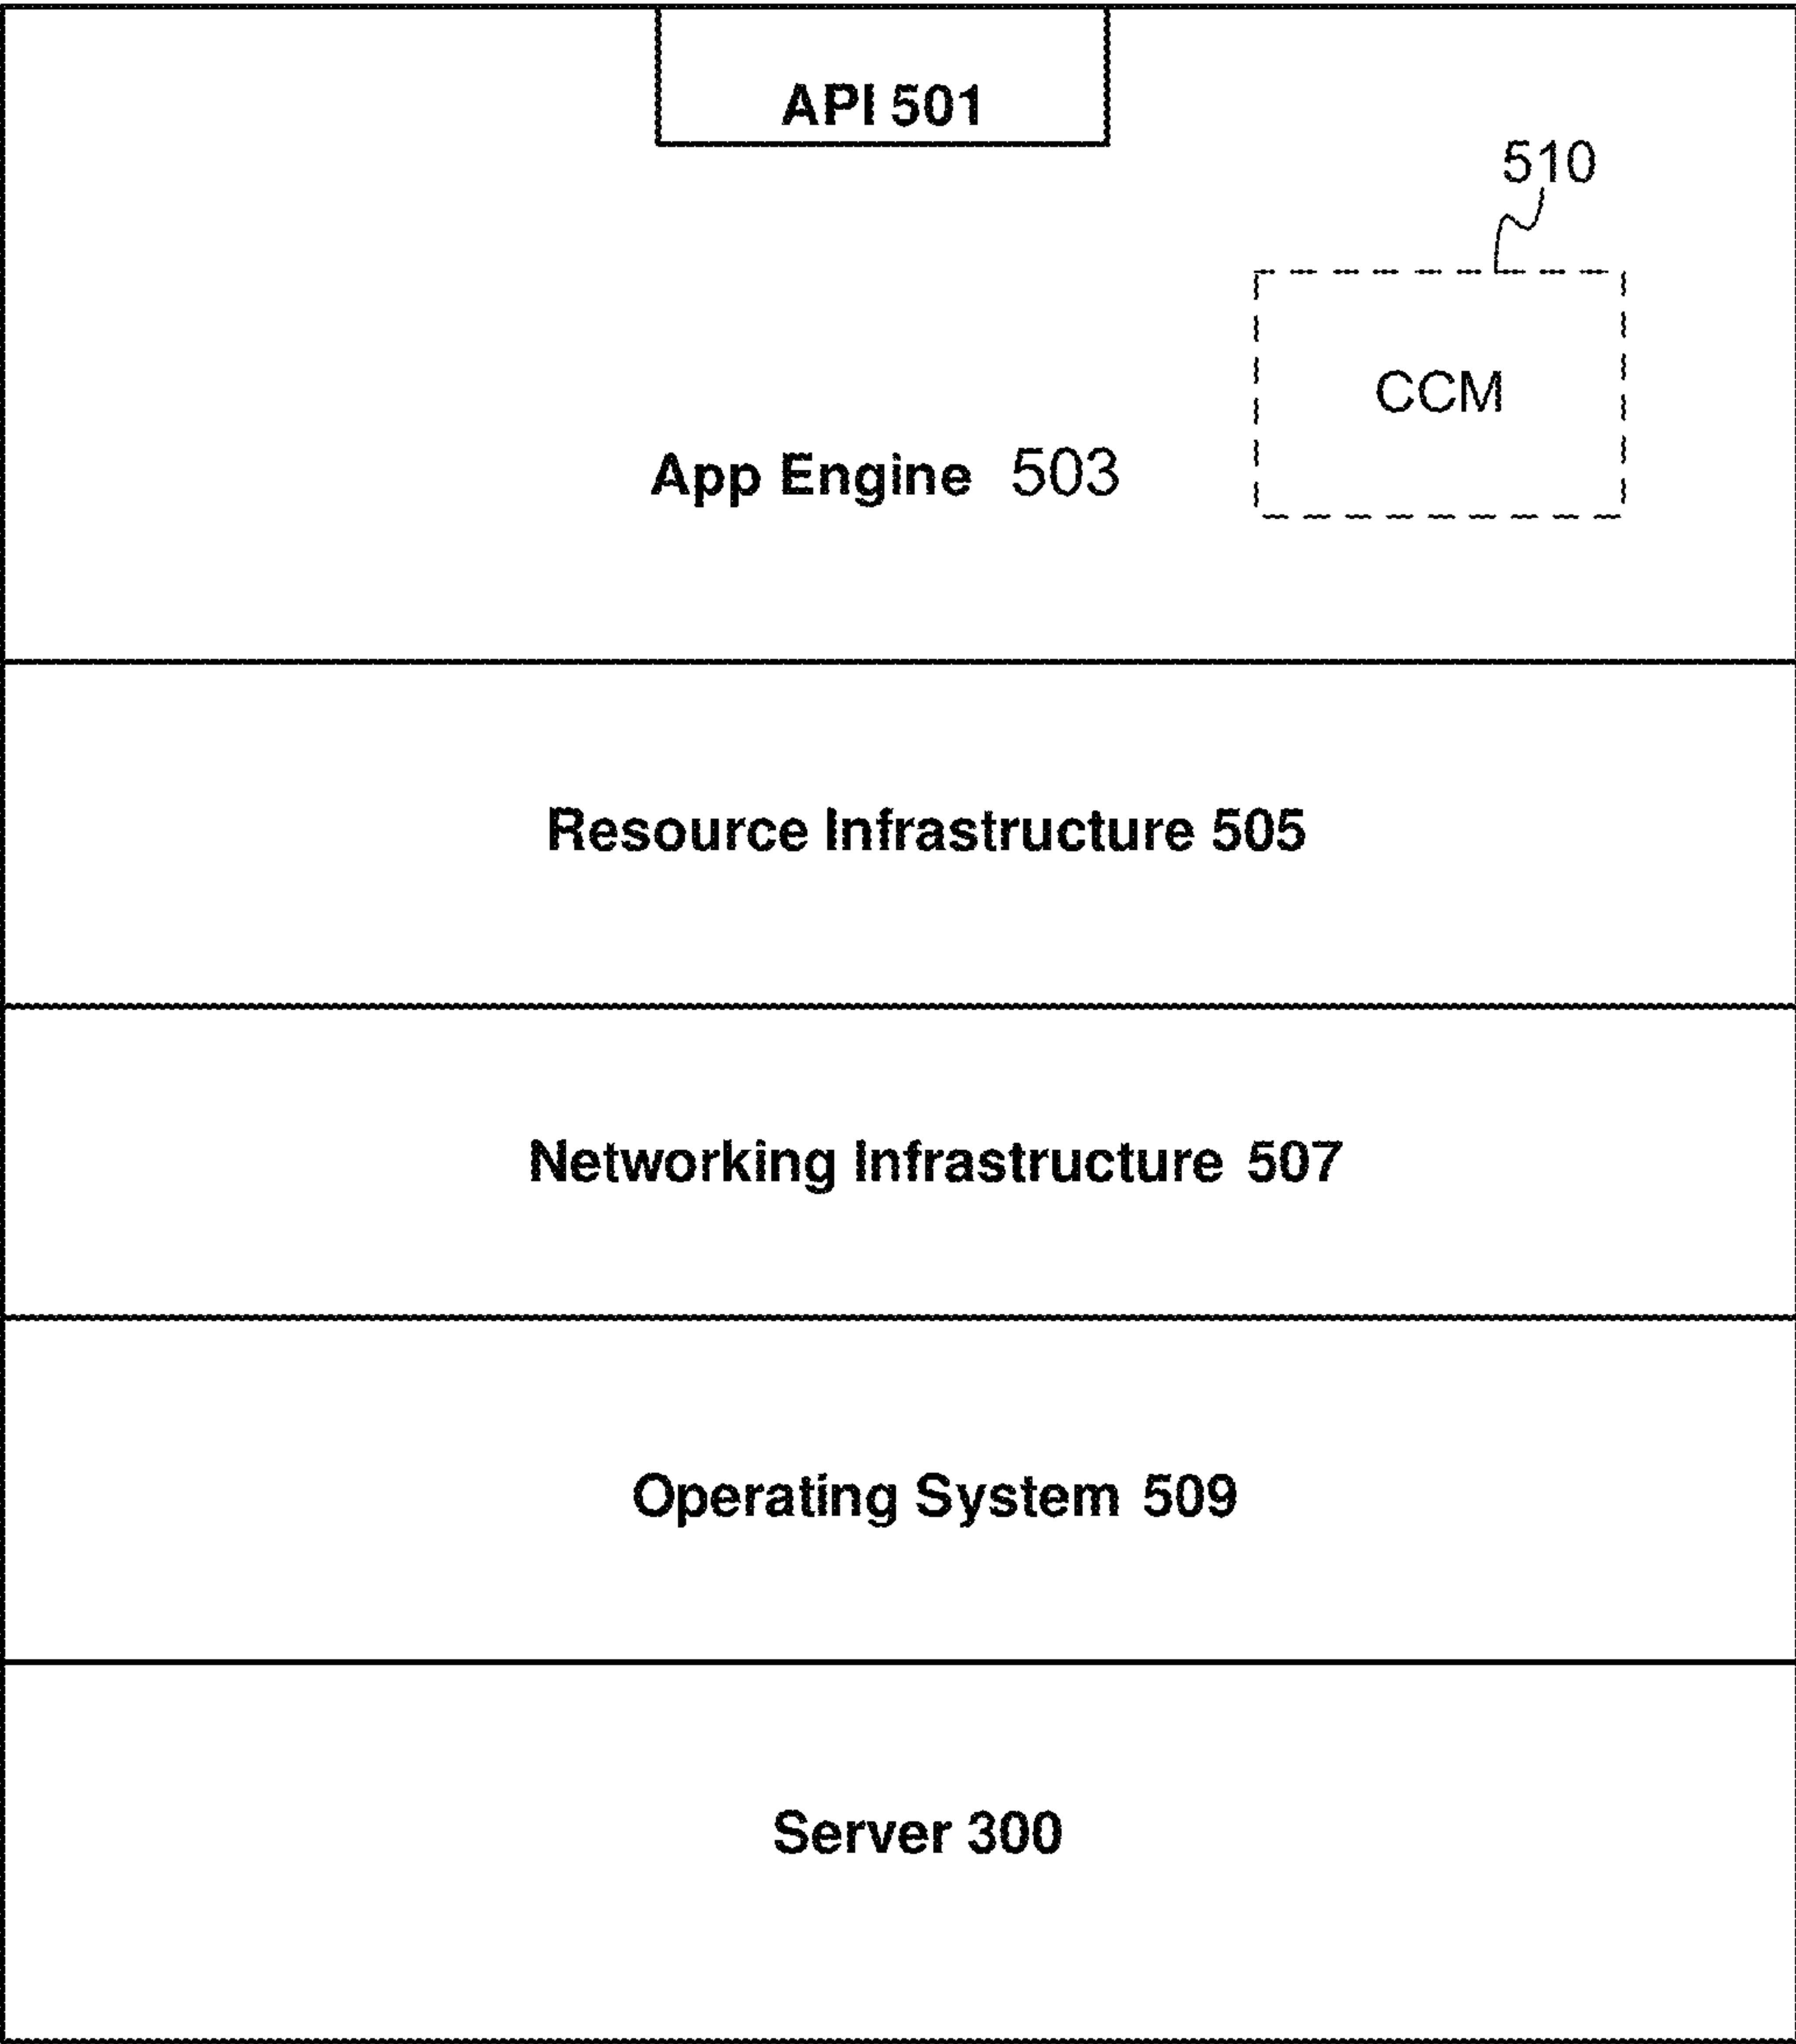 API 501
510
CCM
App Engine 503
Resource Infrastructure 505
Networking Infrastructure 507
Operating System 509
Server 300